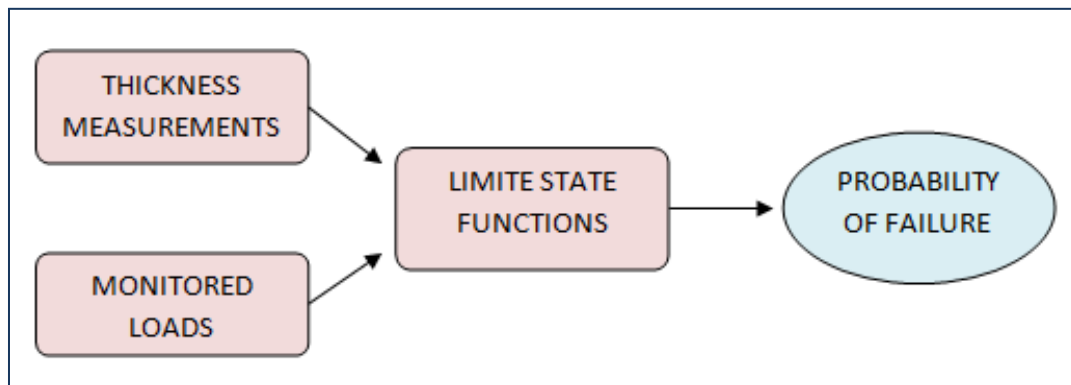 THICKNESS
MEASUREMENTS
MONITORED
LOADS
LIMITE STATE
FUNCTIONS
PROBABILITY
OF FAILURE